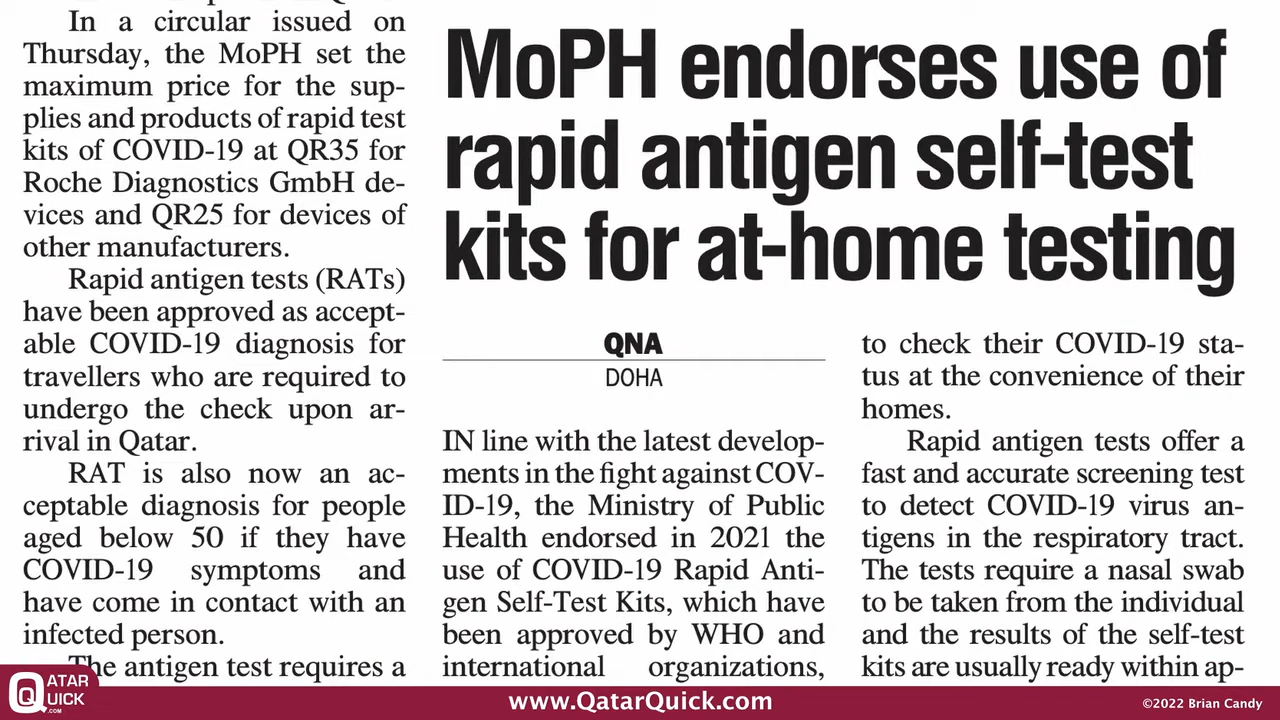 In a circular issued on
Thursday, the MoPH set the
maximum price for the sup-
plies and products of rapid test
kits of COVID-19 at QR35 for
Roche Diagnostics GmbH de-
vices and QR25 for devices of
other manufacturers.
Rapid antigen tests (RATs)
have been approved as accept-
able COVID-19 diagnosis for
travellers who are required to
undergo the check upon ar-
rival in Qatar.
RAT is also now an ac-
ceptable diagnosis for people
aged below 50 if they have
COVID-19 symptoms and
have come in contact with an
infected person.
The antigen test requires a
MoPH endorses use of
rapid antigen self-test
kits for at-home testing
QNA
DOHA
IN line with the latest develop-
ments in the fight against COV-
ID-19, the Ministry of Public
Health endorsed in 2021 the
use of COVID-19 Rapid Anti-
gen Self-Test Kits, which have
been approved by WHO and
international organizations,
to check their COVID-19 sta-
tus at the convenience of their
homes.
Rapid antigen tests offer a
fast and accurate screening test
to detect COVID-19 virus an-
tigens in the respiratory tract.
The tests require a nasal swab
to be taken from the individual
and the results of the self-test
kits are usually ready within ap-
QATAR
QUICK
.COM
www.QatarQuick.com
©2022 Brian Candy